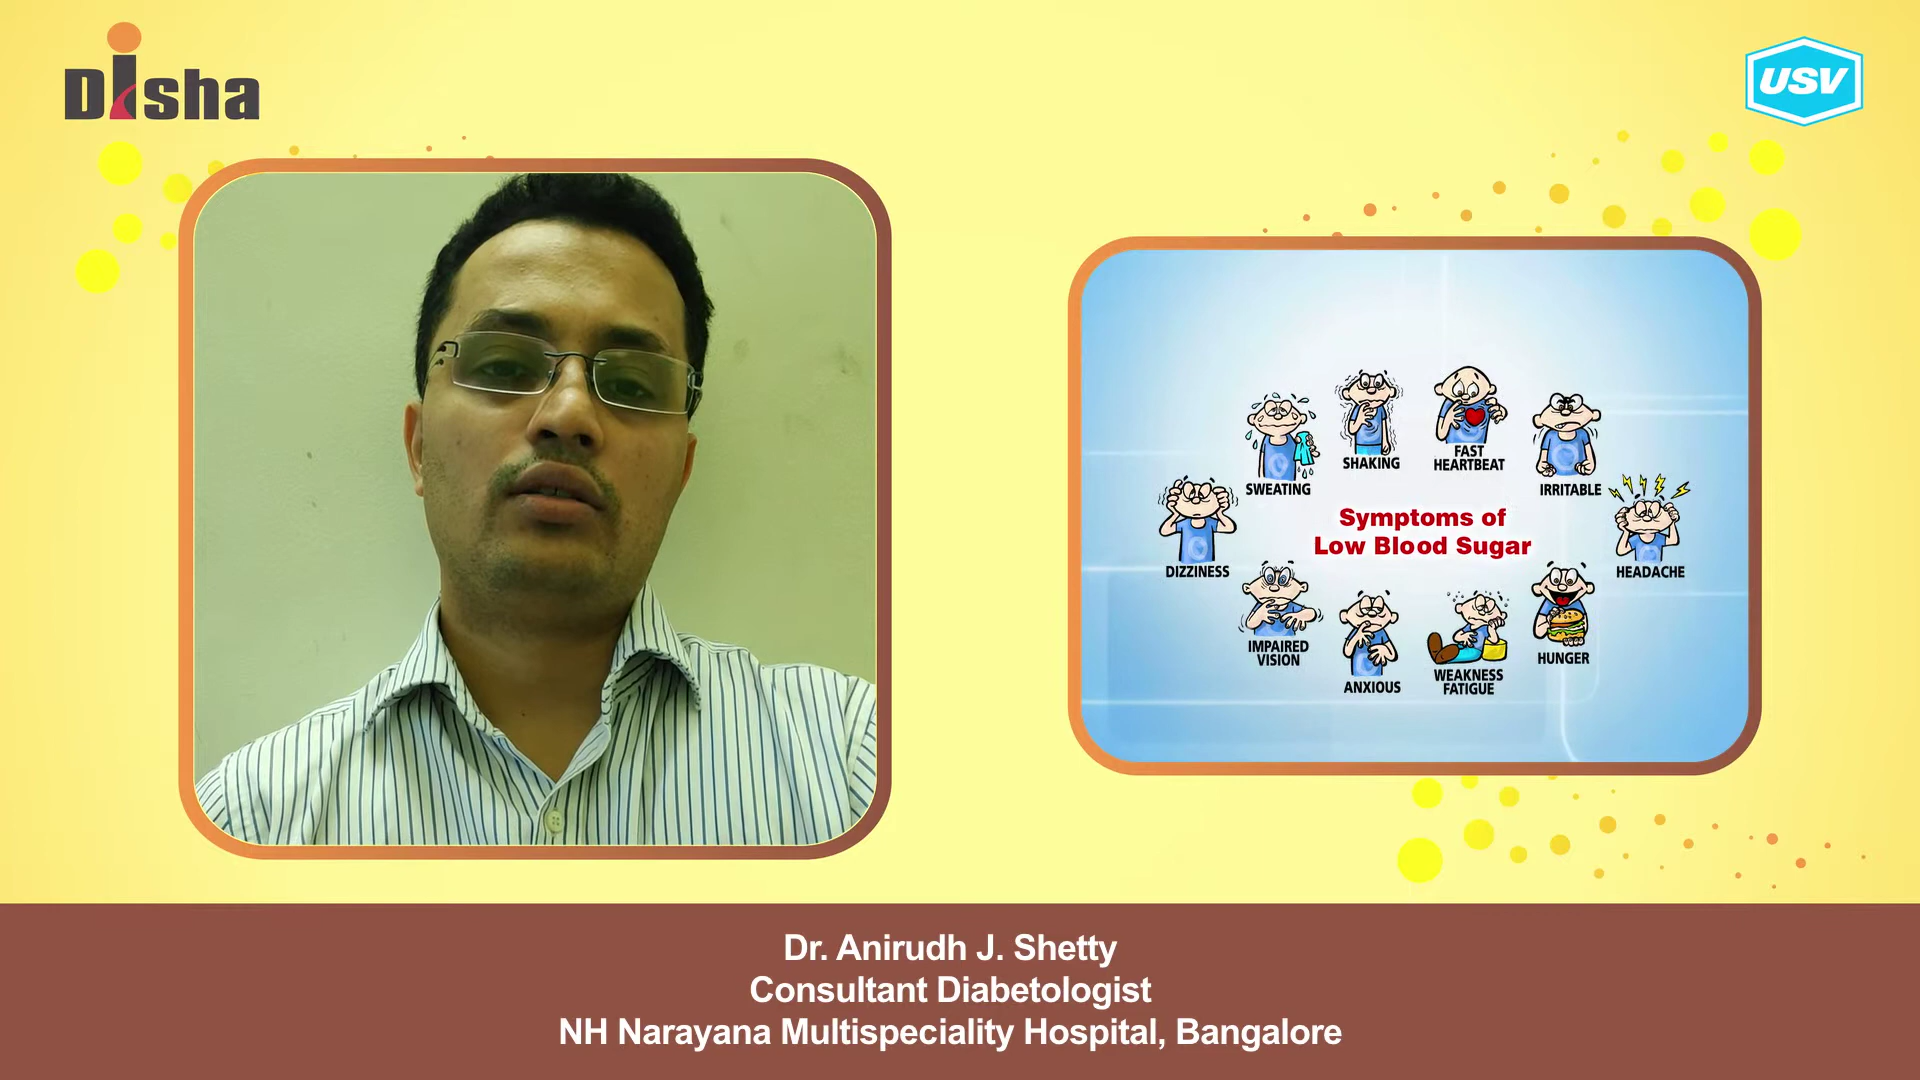 Disha
USV
SWEATING
SHAKING
FAST
HEARTBEAT
IRRITABLE
DIZZINESS
Symptoms of
Low Blood Sugar
HEADACHE
IMPAIRED
VISION
ANXIOUS
WEAKNESS
FATIGUE
HUNGER
Dr. Anirudh J. Shetty
Consultant Diabetologist
NH Narayana Multispeciality Hospital, Bangalore